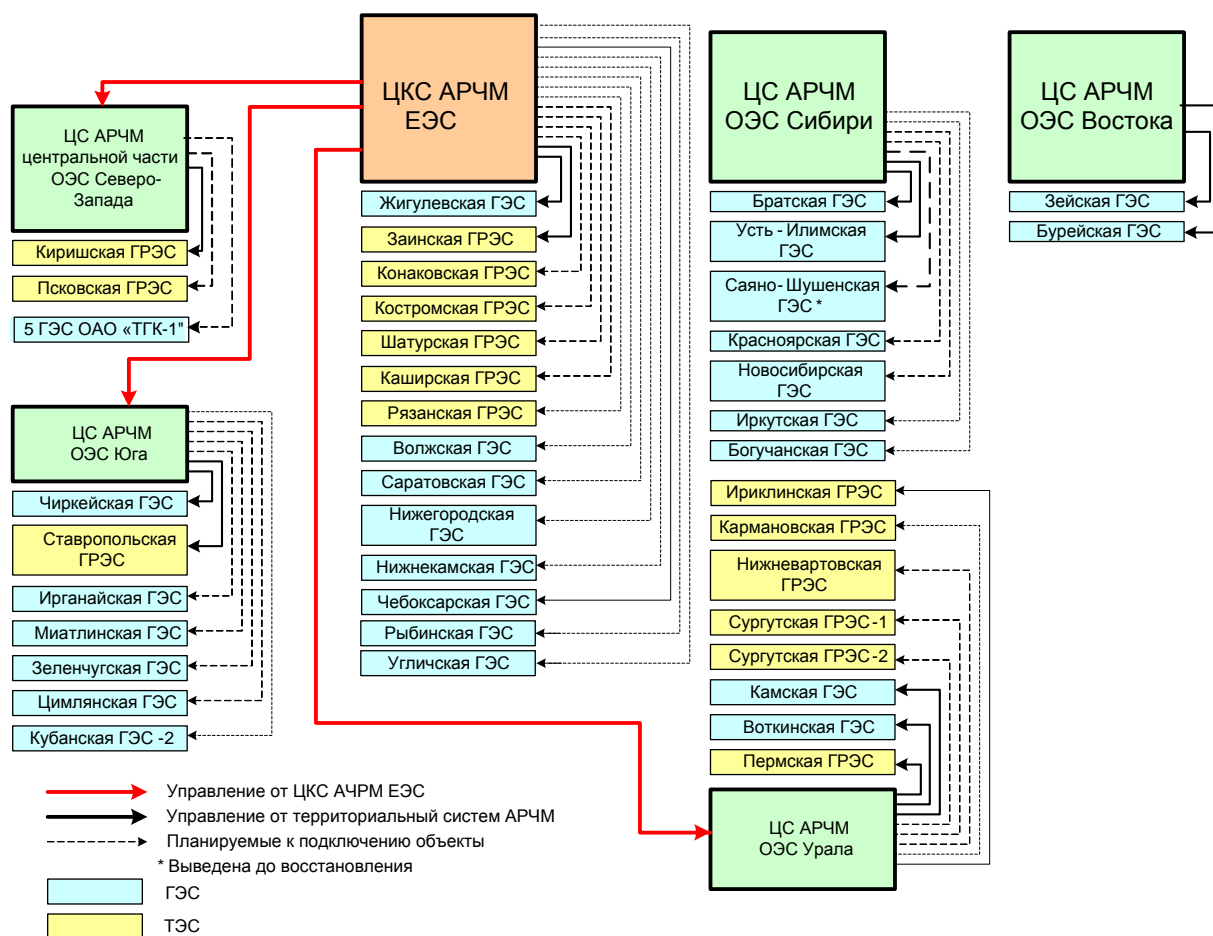 ЦКС АРЧМ
ЕЭС
ЦС АРЧМ
ОЭС Сибири
ЦС АРЧМ
ОЭС Востока
ЦС АРЧМ
центральной части
ОЭС Северо-
Запада
Киришская ГРЭС
Псковская ГРЭС
5 ГЭС ОАО «ТГК-1"
ЦС АРЧМ
ОЭС Юга
Чиркейская ГЭС
Ставропольская
ГРЭС
Ирганайская ГЭС
Миатлинская ГЭС
Зеленчугская ГЭС
Цимлянская ГЭС
Кубанская ГЭС -2
Жигулевская ГЭС
Заинская ГРЭС
Конаковская ГРЭС
Костромская ГРЭС
Шатурская ГРЭС
Каширская ГРЭС
Рязанская ГРЭС
Волжская ГЭС
Саратовская ГЭС
Нижегородская
ГЭС
Нижнекамская ГЭС
Чебоксарская ГЭС
Рыбинская ГЭС
Угличская ГЭС
Братская ГЭС
Усть - Илимская
ГЭС
Саяно- Шушенская
ГЭС *
Красноярская ГЭС
Новосибирская
ГЭС
Иркутская ГЭС
Богучанская ГЭС
Зейская ГЭС
Бурейская ГЭС
Ириклинская ГРЭС
Кармановская ГРЭС
Нижневартовская
ГРЭС
Сургутская ГРЭС -1
Сургутская ГРЭС -2
Камская ГЭС
Воткинская ГЭС
Пермская ГРЭС
ЦС АРЧМ
ОЭС Урала
Управление от ЦКС АЧРМ ЕЭС
Управление от территориальный систем АРЧМ
Планируемые к подключению объекты
* Выведена до восстановления
ГЭС
ТЭС